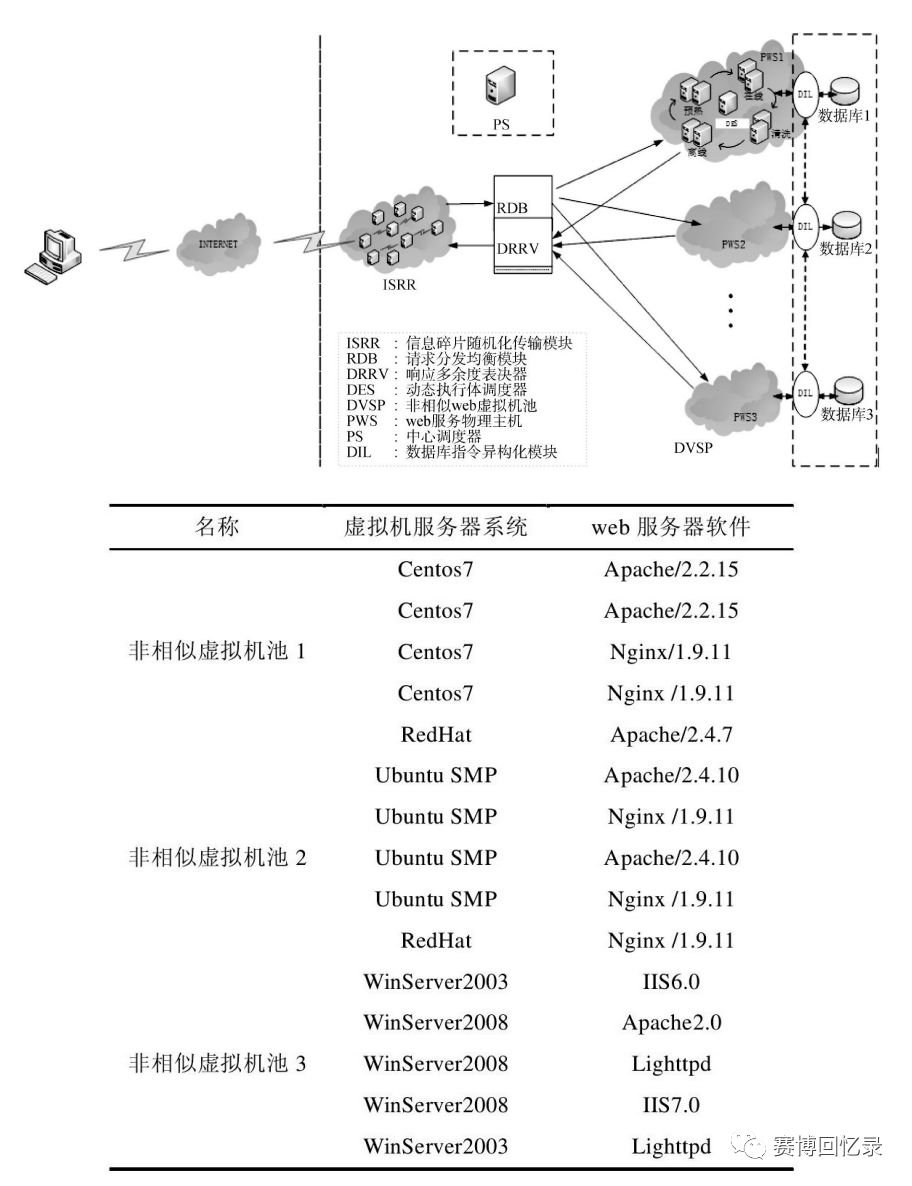 PS
PWS1
预热
在线
DES
离线
清洗
DIL
数据库1
INTERNET
ISRR
RDB
DRRV
PWS2
DIL
数据库2
PWS3
DVSP
DIL
数据库3
ISRR : 信息碎片随机化传输模块
RDB : 请求分发均衡模块
DRRV : 响应多余度表决器
DES : 动态执行体调度器
DVSP : 非相似web虚拟机池
PWS : web服务物理主机
PS : 中心调度器
DIL : 数据库指令异构化模块
名称 虚拟机服务器系统 web 服务器软件
Centos7 Apache/2.2.15
Centos7 Apache/2.2.15
非相似虚拟机池 1 Centos7 Nginx/1.9.11
Centos7 Nginx /1.9.11
RedHat Apache/2.4.7
Ubuntu SMP Apache/2.4.10
Ubuntu SMP Nginx /1.9.11
非相似虚拟机池 2 Ubuntu SMP Apache/2.4.10
Ubuntu SMP Nginx /1.9.11
RedHat Nginx /1.9.11
WinServer2003 IIS6.0
WinServer2008 Apache2.0
非相似虚拟机池 3 WinServer2008 Lighttpd
WinServer2008 IIS7.0
WinServer2003 Lighttpd
赛博回忆录